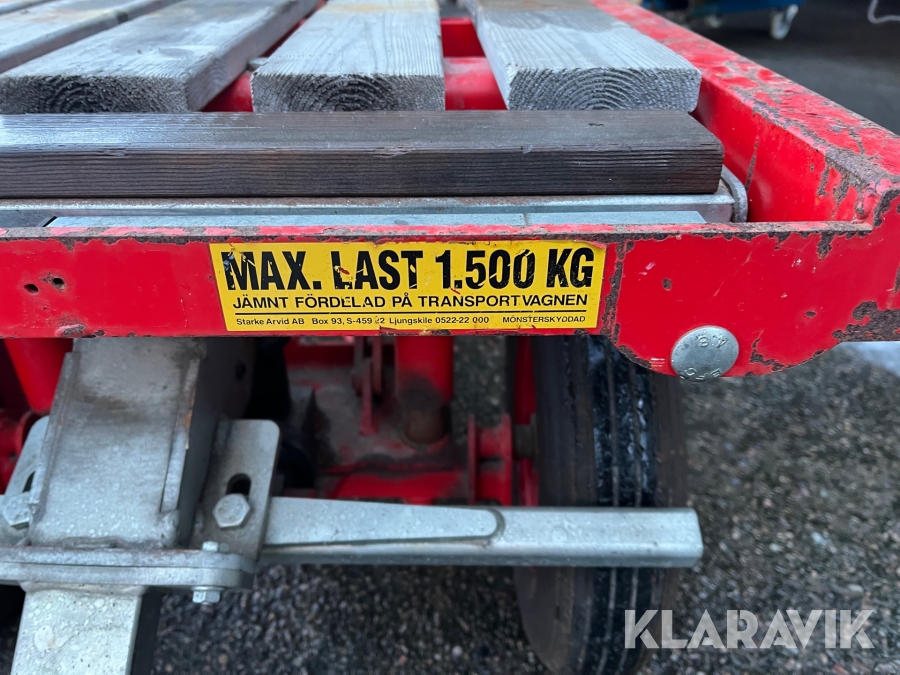 MAX. LAST 1.500 KG
JÄMNT FÖRDELAD PÅ TRANSPORTVAGNEN
Starke Arvid AB Box 93, S-459 22 Ljungskile 0522-22 000 MÖNSTERSKYDDAD
KLARAVIK